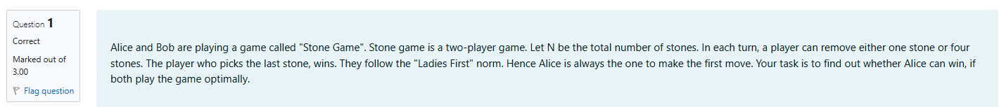 Question 1
Correct
Marked out of
3.00
Flag question
Alice and Bob are playing a game called "Stone Game". Stone game is a two-player game. Let N be the total number of stones. In each turn, a player can remove either one stone or four
stones. The player who picks the last stone, wins. They follow the "Ladies First" norm. Hence Alice is always the one to make the first move. Your task is to find out whether Alice can win, if
both play the game optimally.